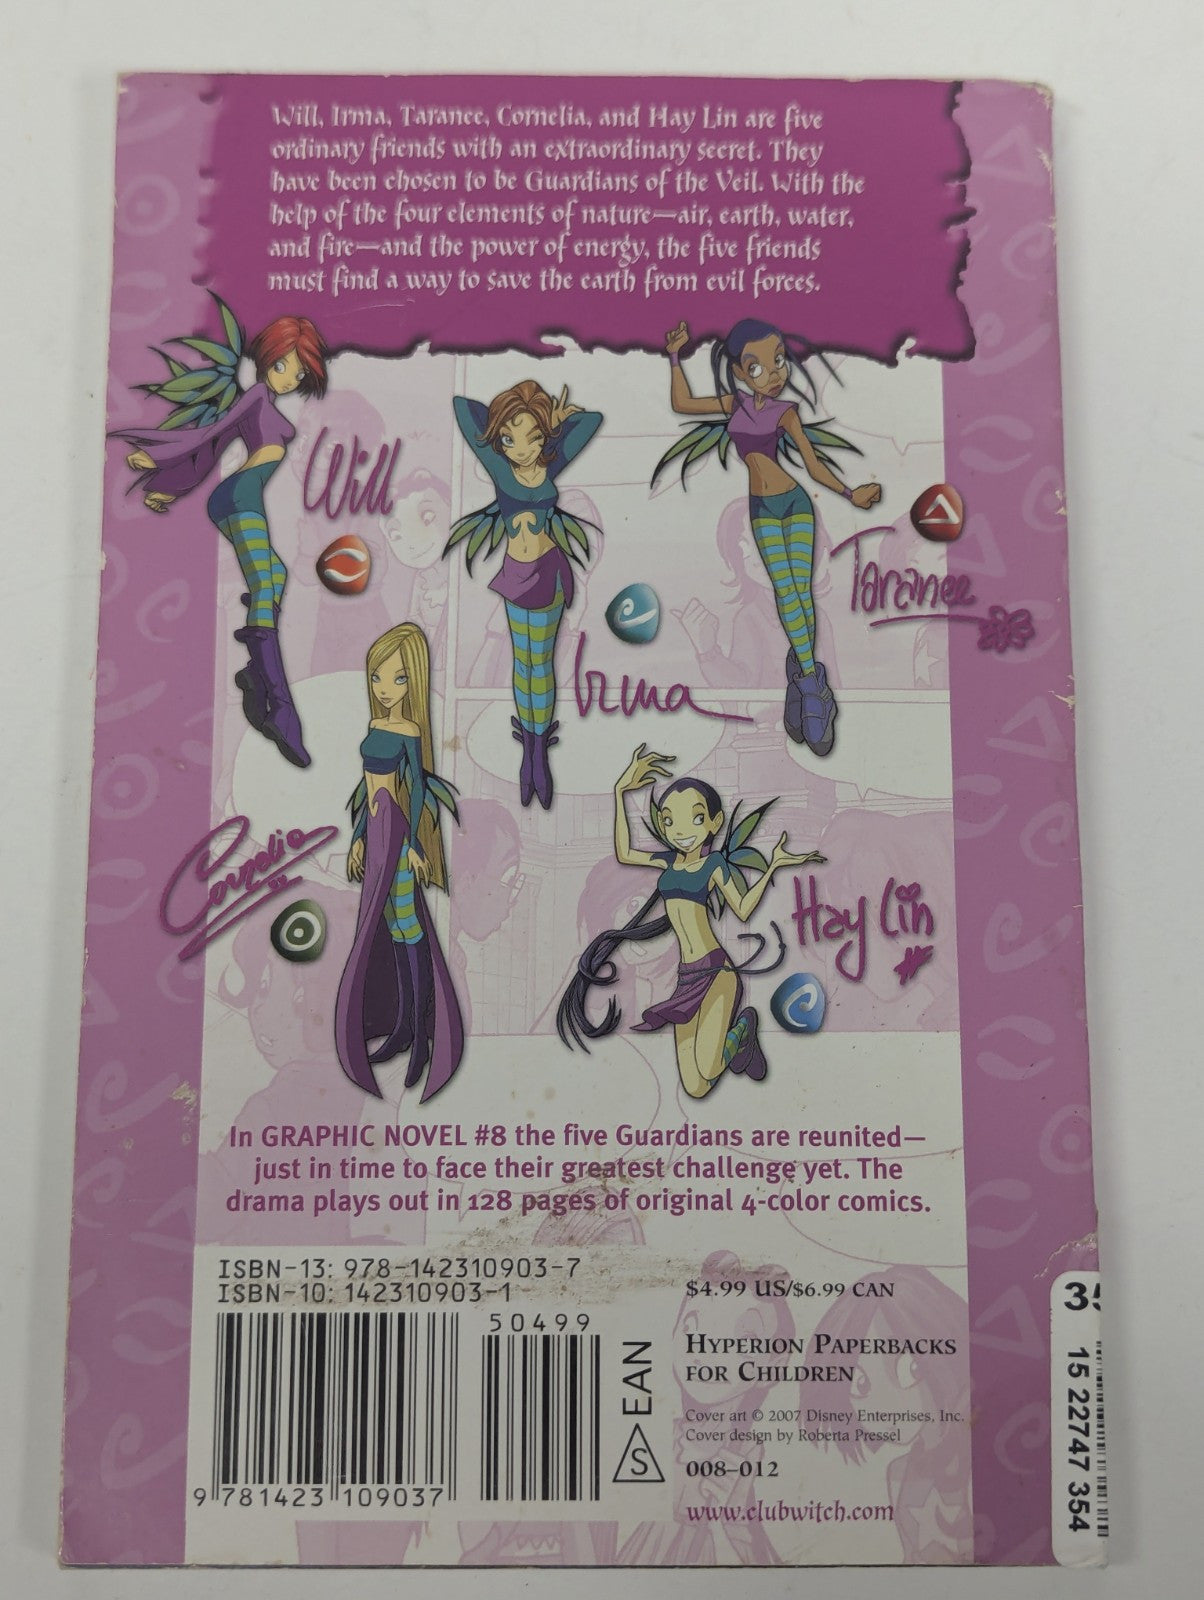 Will, Irma, Taranee, Cornelia, and Hay Lin are five
ordinary friends with an extraordinary secret. They
have been chosen to be Guardians of the Veil. With the
help of the four elements of nature—air, earth, water,
and fire—and the power of energy, the five friends
must find a way to save the earth from evil forces.
Will
Irma
Taranee
Cornelia
Hay Lin
In GRAPHIC NOVEL #8 the five Guardians are reunited—
just in time to face their greatest challenge yet. The
drama plays out in 128 pages of original 4-color comics.
ISBN-13: 978-142310903-7
ISBN-10: 142310903-1
50499
9 781423 109037
EAN
S
$4.99 US/$6.99 CAN
HYPERION PAPERBACKS
FOR CHILDREN
Cover art © 2007 Disney Enterprises, Inc.
Cover design by Roberta Pressel
008–012
www.clubwitch.com
15 22747 354